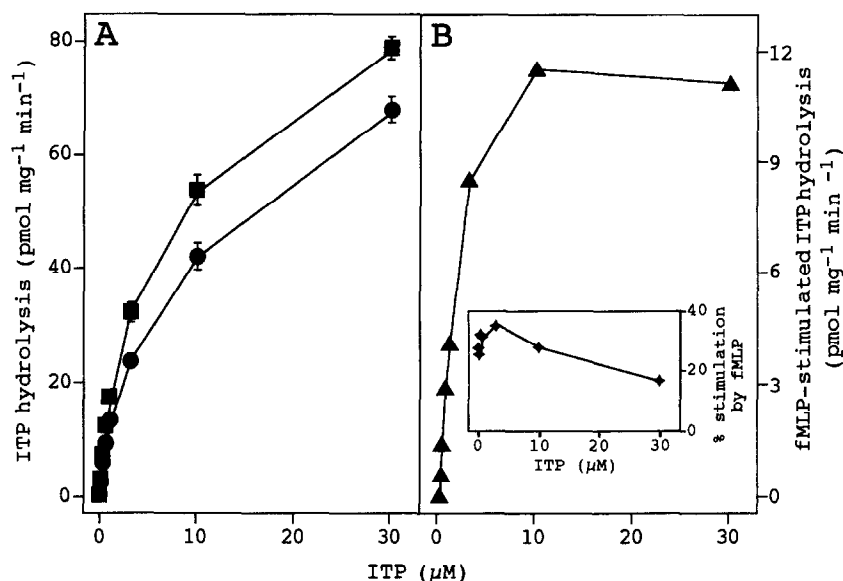 A
B
ITP hydrolysis (pmol mg⁻¹ min⁻¹)
80
60
40
20
0
0
10
20
30
0
10
20
30
ITP (µM)
12
9
6
3
0
fMLP-stimulated ITP hydrolysis
(pmol mg⁻¹ min ⁻¹)
40
20
0
% stimulation
by fMLP
0
10
20
30
ITP (µM)